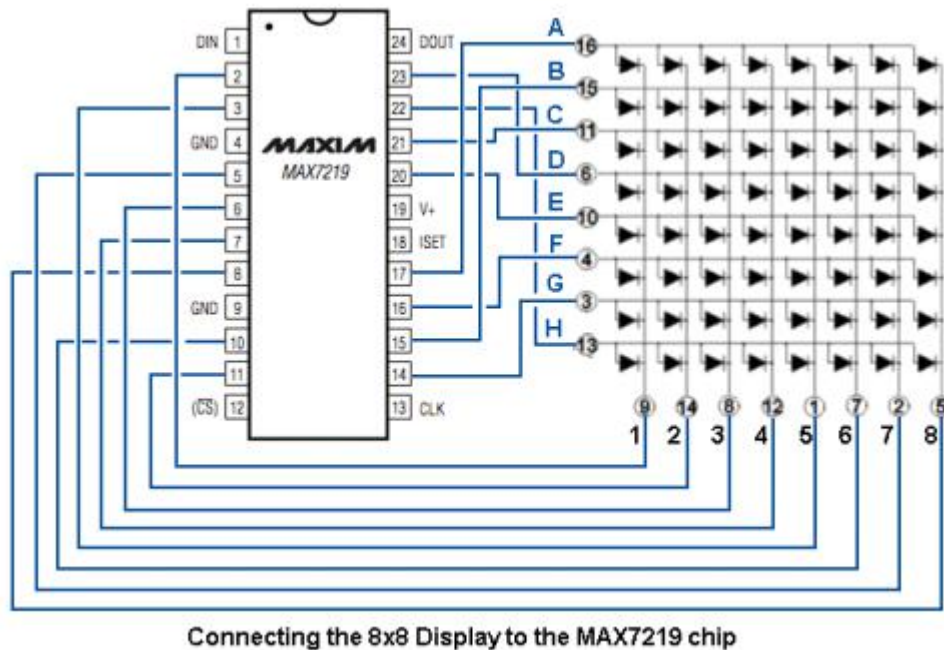 DIN 1
2
3
GND 4
5
6
7
8
GND 9
10
11
(CS) 12
MAXIM
MAX7219
24 DOUT
23
22
21
20
19 V+
18 ISET
17
16
15
14
13 CLK
A 16
B 15
C 11
D 6
E 10
F 4
G 3
H 13
9 14 8 12 1 7 2 5
1 2 3 4 5 6 7 8
Connecting the 8x8 Display to the MAX7219 chip